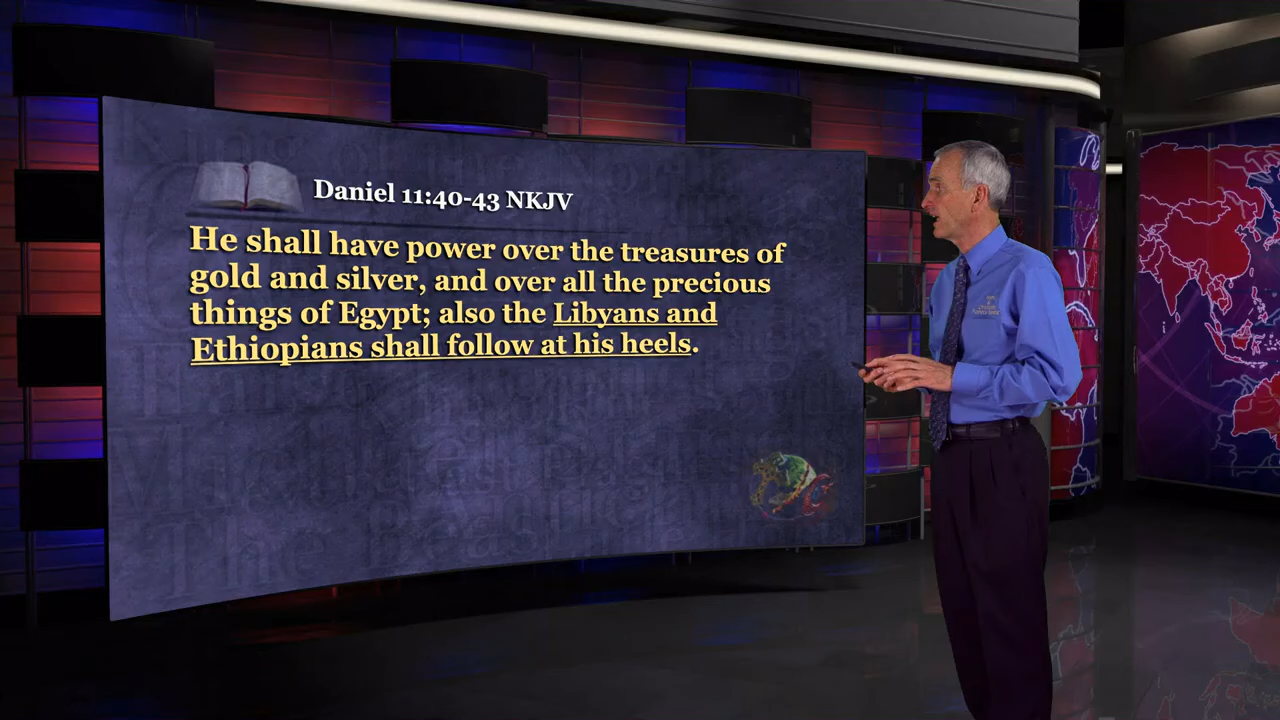 Daniel 11:40-43 NKJV
He shall have power over the treasures of
gold and silver, and over all the precious
things of Egypt; also the Libyans and
Ethiopians shall follow at his heels.